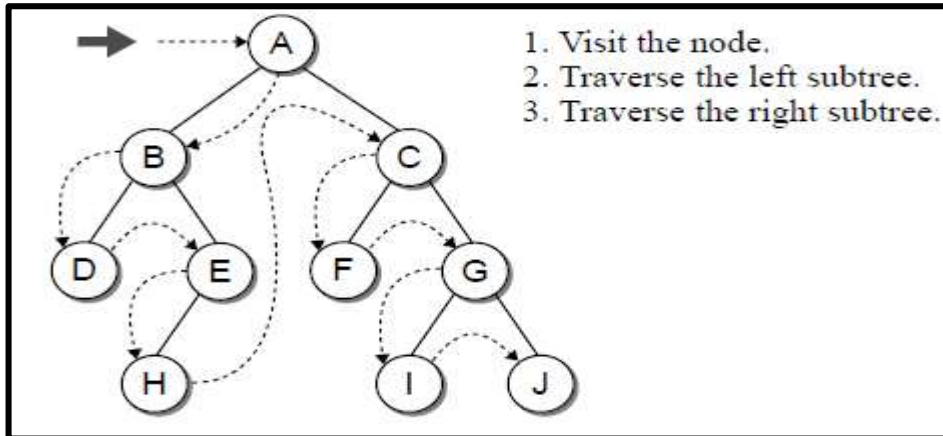 A
1. Visit the node.
2. Traverse the left subtree.
3. Traverse the right subtree.
B
C
D
E
F
G
H
I
J